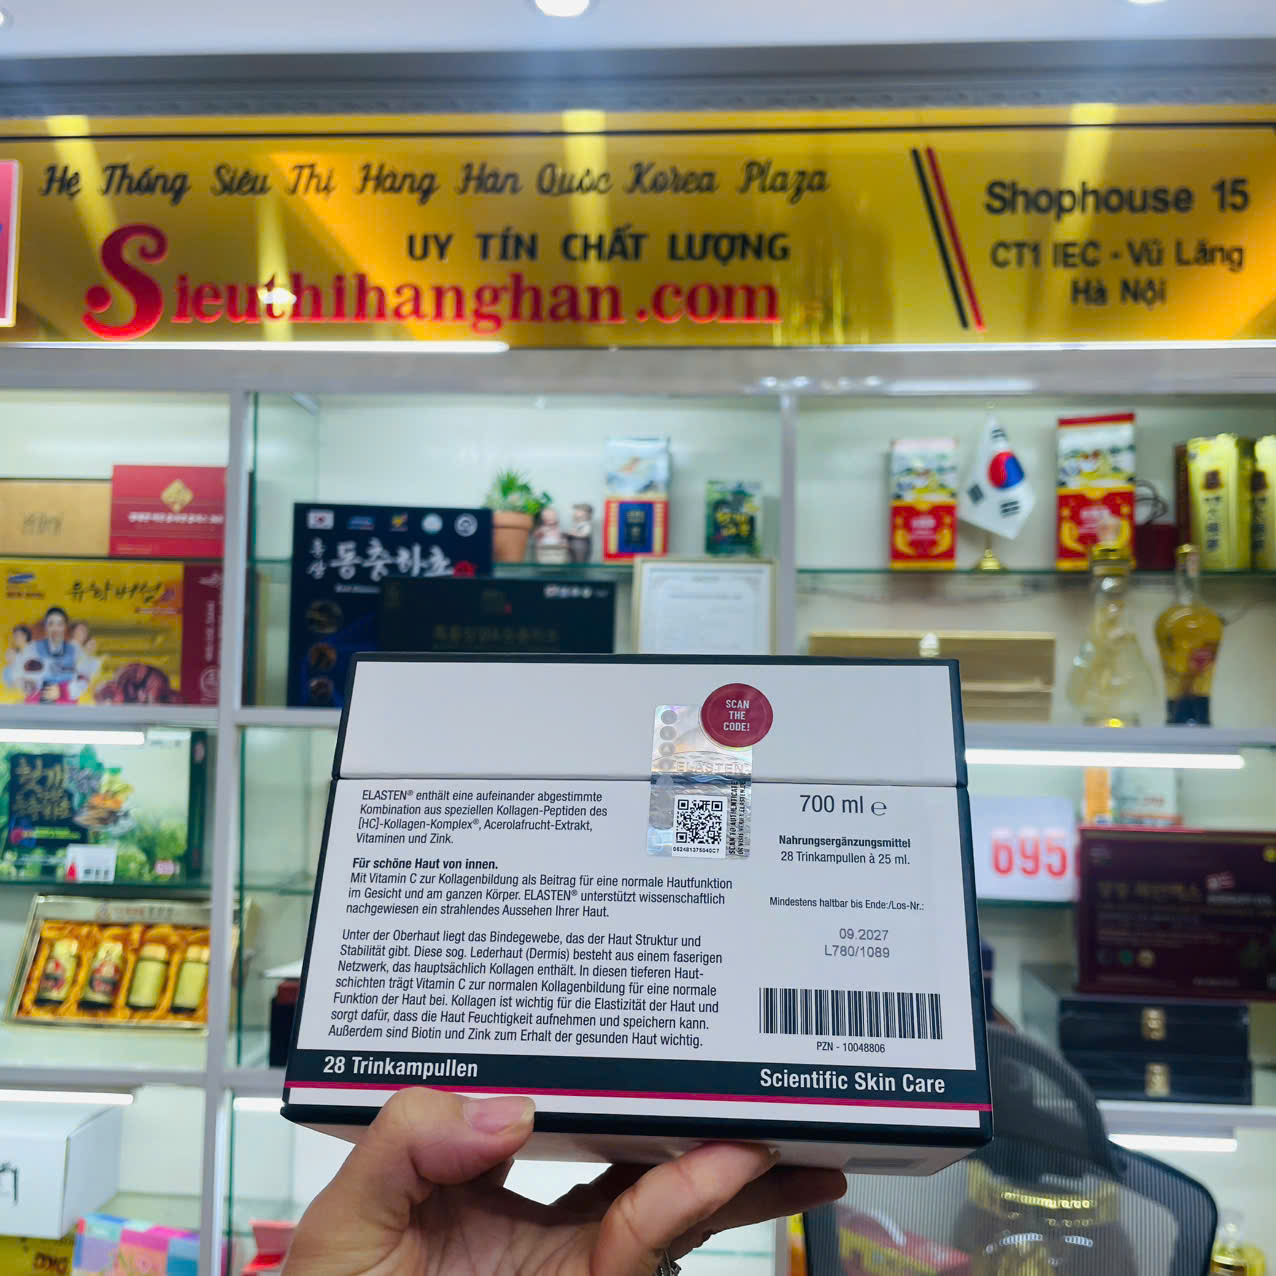 Hệ Thống Siêu Thị Hàng Hàn Quốc Korea Plaza
UY TÍN CHẤT LƯỢNG
Sieuthihanghan.com
Shophouse 15
CT1 IEC - Vũ Lăng
Hà Nội
동충하초
695
SCAN
THE
CODE!
ELASTEN
ELASTEN® enthält eine aufeinander abgestimmte
Kombination aus speziellen Kollagen-Peptiden des
[HC]-Kollagen-Komplex®, Acerolafrucht-Extrakt,
Vitaminen und Zink.
Für schöne Haut von innen.
Mit Vitamin C zur Kollagenbildung als Beitrag für eine normale Hautfunktion
im Gesicht und am ganzen Körper. ELASTEN® unterstützt wissenschaftlich
nachgewiesen ein strahlendes Aussehen Ihrer Haut.
Unter der Oberhaut liegt das Bindegewebe, das der Haut Struktur und
Stabilität gibt. Diese sog. Lederhaut (Dermis) besteht aus einem faserigen
Netzwerk, das hauptsächlich Kollagen enthält. In diesen tieferen Haut-
schichten trägt Vitamin C zur normalen Kollagenbildung für eine normale
Funktion der Haut bei. Kollagen ist wichtig für die Elastizität der Haut und
sorgt dafür, dass die Haut Feuchtigkeit aufnehmen und speichern kann.
Außerdem sind Biotin und Zink zum Erhalt der gesunden Haut wichtig.
700 ml ℮
Nahrungsergänzungsmittel
28 Trinkampullen à 25 ml.
Mindestens haltbar bis Ende:/Los-Nr.:
09.2027
L780/1089
PZN - 10048806
28 Trinkampullen
Scientific Skin Care